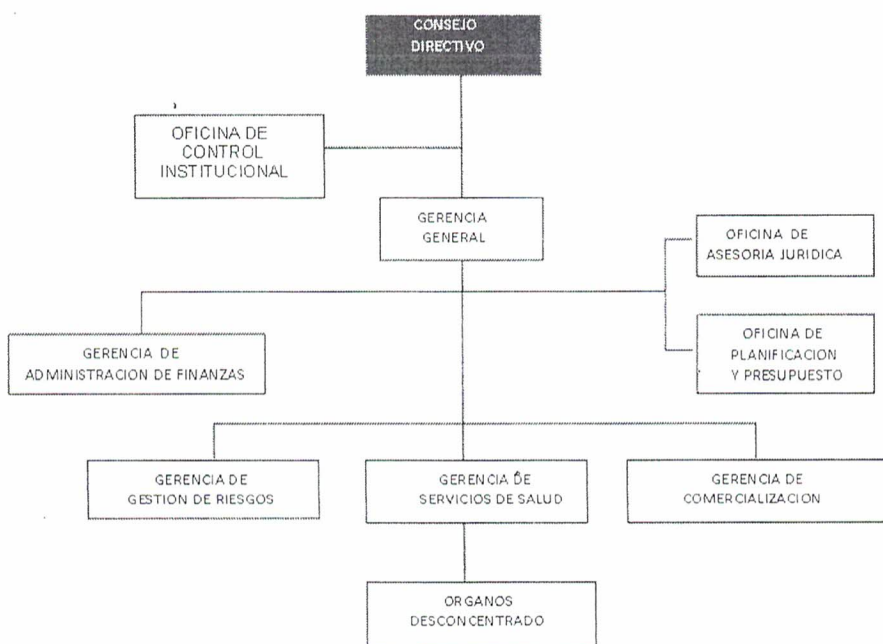 CONSEJO
DIRECTIVO
OFICINA DE
CONTROL
INSTITUCIONAL
GERENCIA
GENERAL
OFICINA DE
ASESORIA JURIDICA
GERENCIA DE
ADMINISTRACION DE FINANZAS
OFICINA DE
PLANIFICACION
Y PRESUPUESTO
GERENCIA DE
GESTION DE RIESGOS
GERENCIA DE
SERVICIOS DE SALUD
GERENCIA DE
COMERCIALIZACION
ORGANOS
DESCONCENTRADO